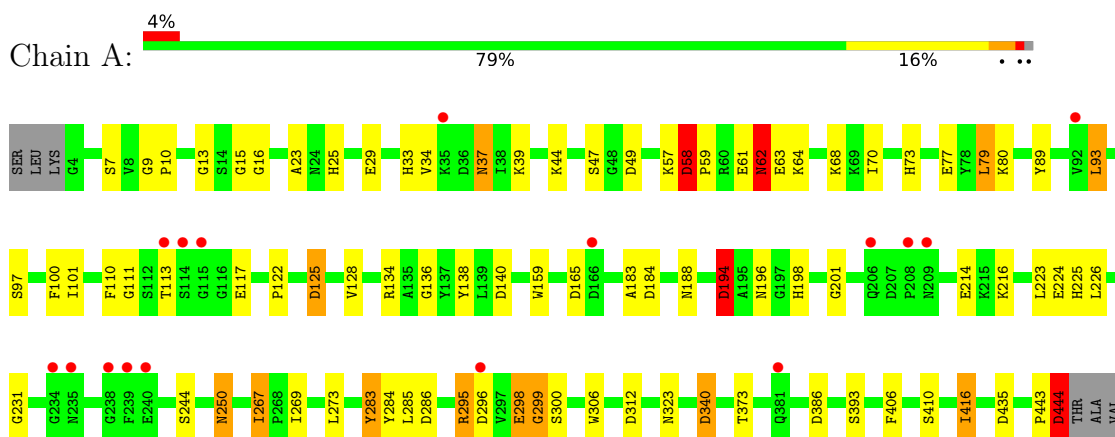 4%
Chain A:
79% 16% • ••
SER LEU LYS G4 S7 V8 G9 P10 G13 S14 G15 G16 A23 N24 H25 E29 H33 V34 K35 D36 N37 I38 K39 K44 S47 G48 D49 K57 D58 P59 R60 E61 N62 E63 K64 K68 K69 I70 H73 E77 Y78 L79 K80 Y89 V92 L93
S97 F100 I101 F110 G111 S112 T113 S114 G115 G116 E117 P122 D125 V128 R134 A135 G136 Y137 Y138 L139 D140 W159 D165 D166 A183 D184 N188 D194 A195 N196 G197 H198 G201 Q206 D207 P208 N209 E214 K215 K216 L223 E224 H225 L226
G231 G234 N235 G238 F239 E240 S244 N250 I267 P268 I269 L273 Y283 Y284 L285 D286 R295 D296 V297 E298 G299 S300 W306 D312 N323 D340 T373 Q381 D386 S393 F406 S410 I416 D435 P443 D444 THR ALA VAL